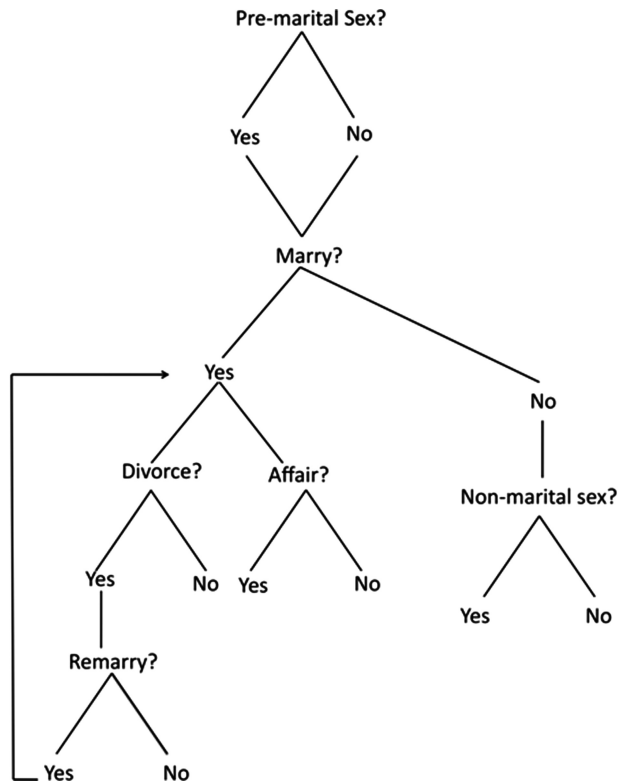 Pre-marital Sex?
Yes
No
Marry?
Yes
No
Divorce?
Affair?
Non-marital sex?
Yes
No
Yes
No
Yes
No
Remarry?
Yes
No